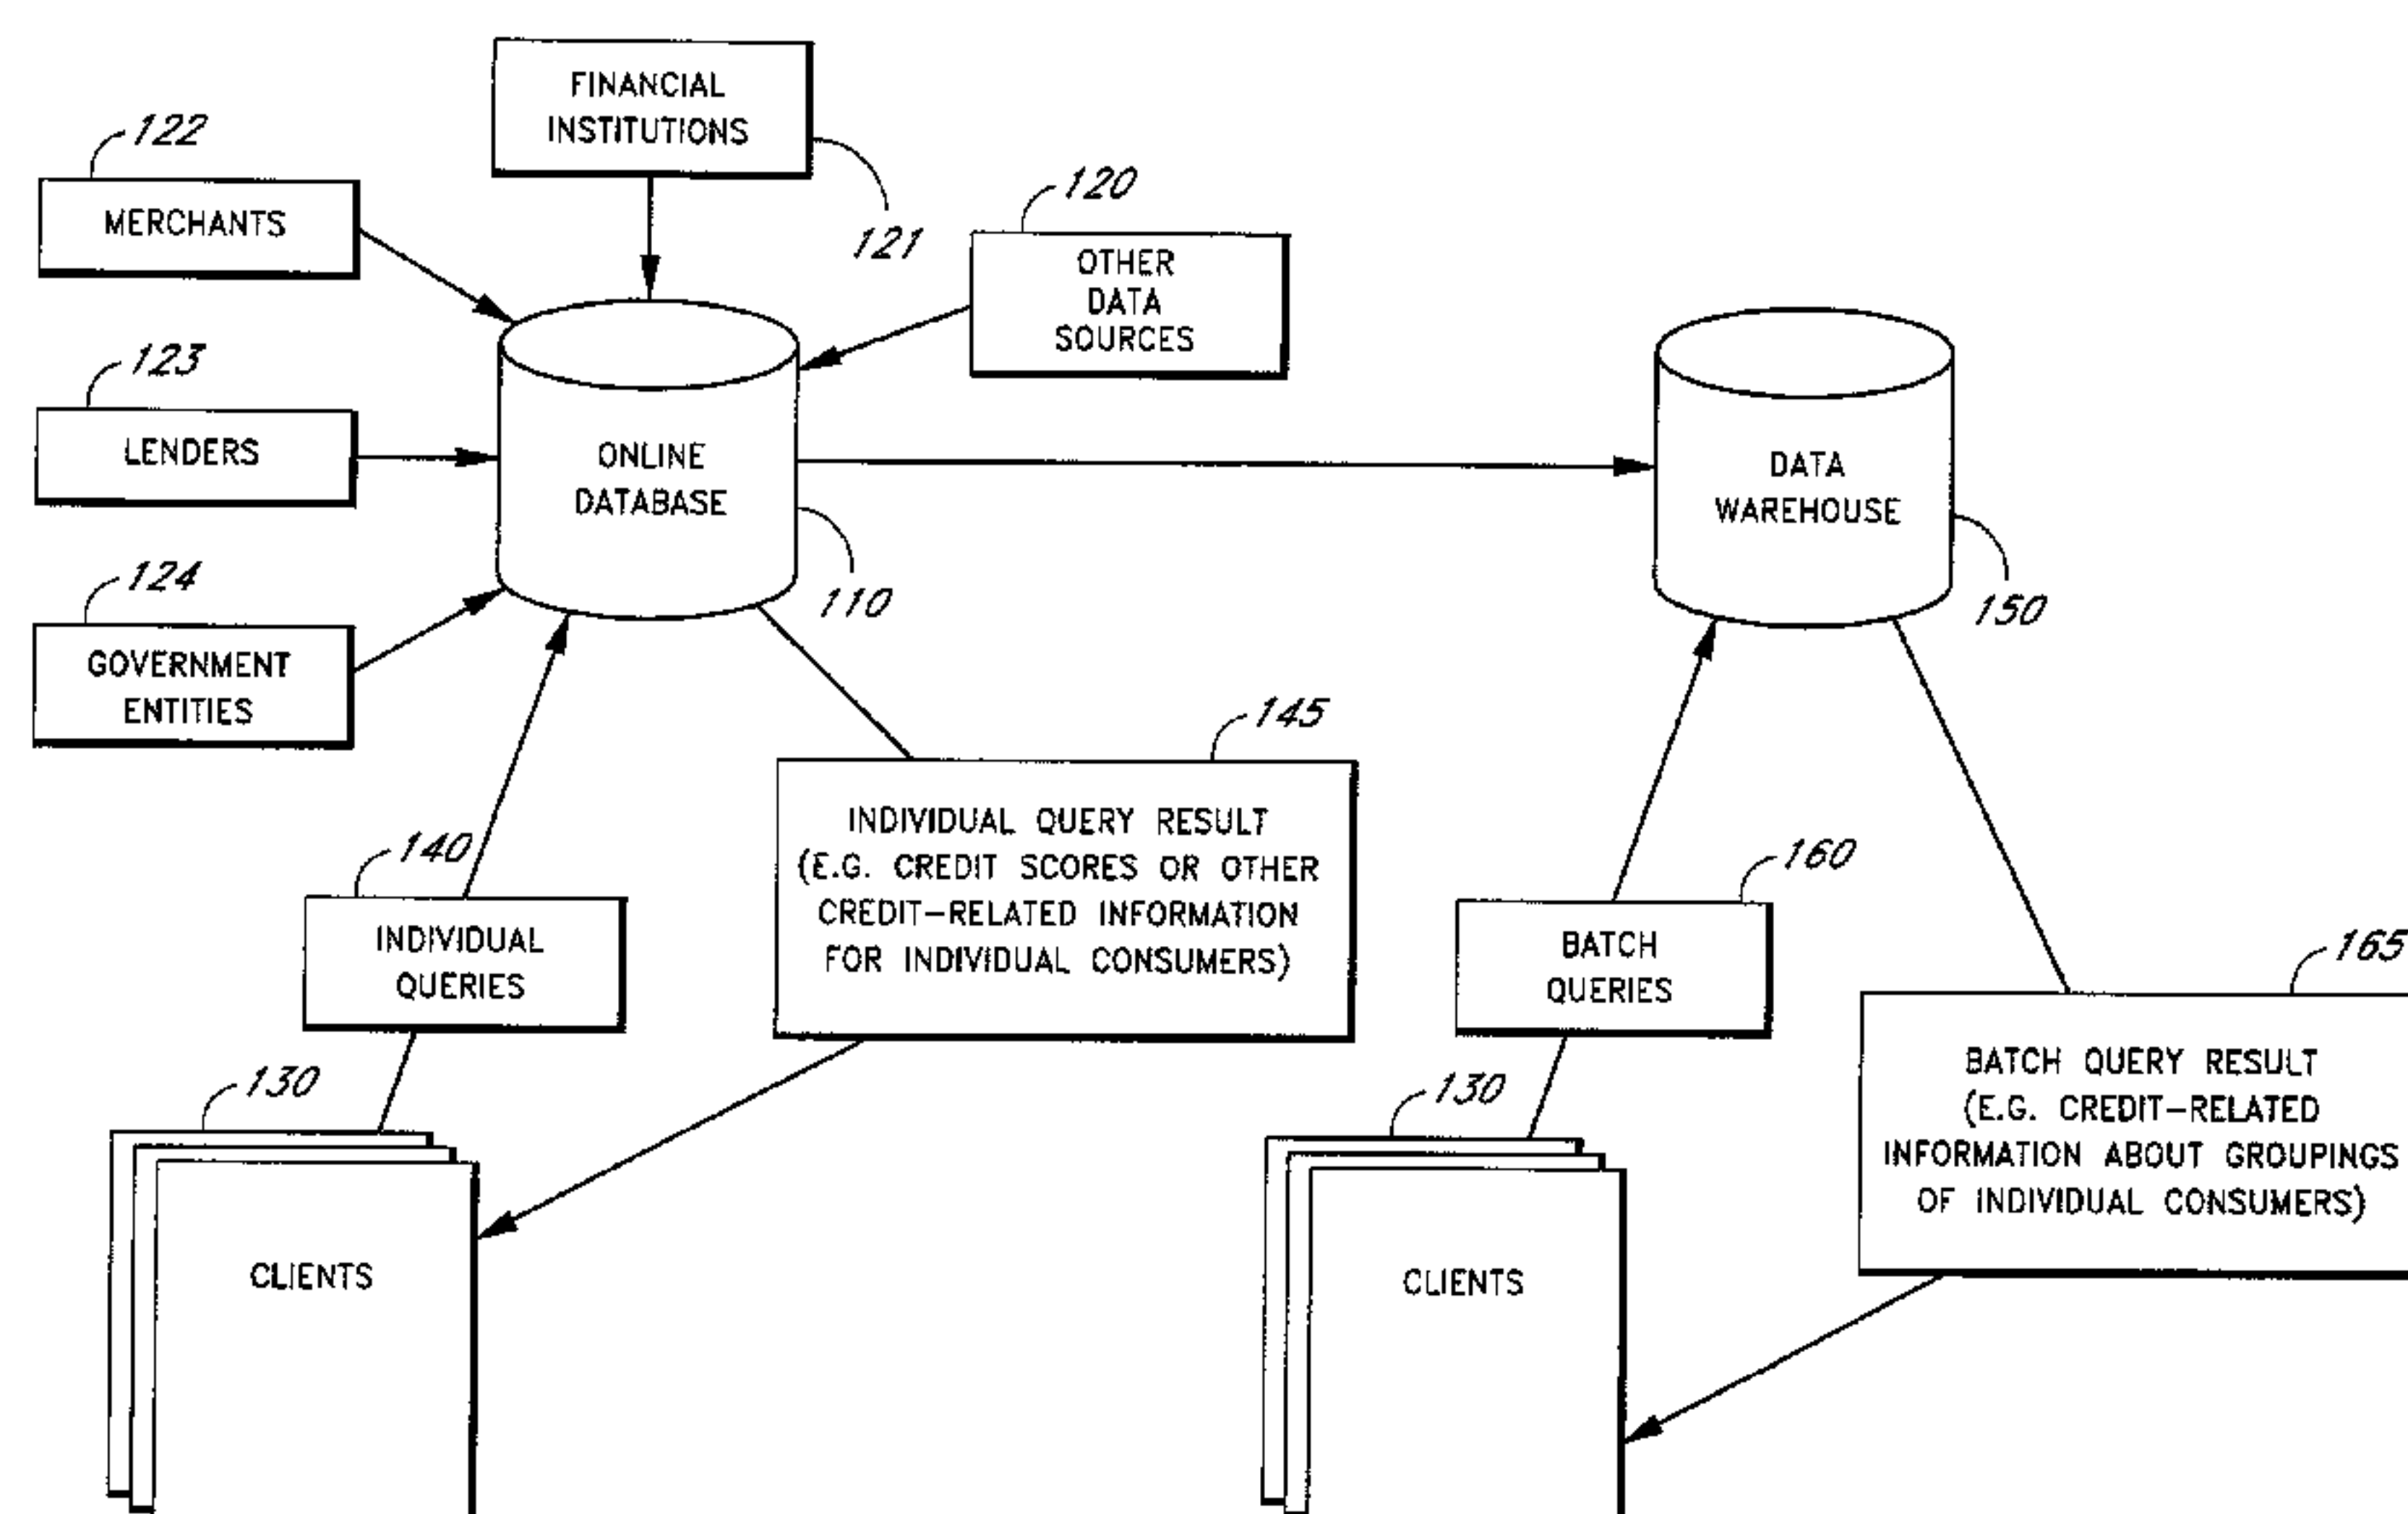 FINANCIAL
INSTITUTIONS
121
122
MERCHANTS
120
OTHER
DATA
SOURCES
123
LENDERS
ONLINE
DATABASE
110
DATA
WAREHOUSE
150
124
GOVERNMENT
ENTITIES
145
INDIVIDUAL QUERY RESULT
(E.G. CREDIT SCORES OR OTHER
CREDIT-RELATED INFORMATION
FOR INDIVIDUAL CONSUMERS)
140
INDIVIDUAL
QUERIES
160
BATCH
QUERIES
165
BATCH QUERY RESULT
(E.G. CREDIT-RELATED
INFORMATION ABOUT GROUPINGS
OF INDIVIDUAL CONSUMERS)
130
CLIENTS
130
CLIENTS